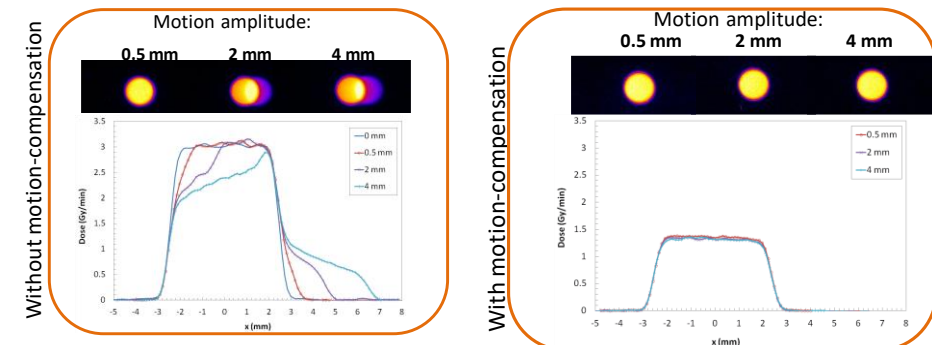 Without motion-compensation
Motion amplitude:
0.5 mm 2 mm 4 mm
3.5
3
2.5
2
1.5
1
0.5
0
Dose (Gy/min)
0 mm
0.5 mm
2 mm
4 mm
-5 -4 -3 -2 -1 0 1 2 3 4 5 6 7 8
x (mm)
With motion-compensation
Motion amplitude:
0.5 mm 2 mm 4 mm
3.5
3
2.5
2
1.5
1
0.5
0
Dose (Gy/min)
0.5 mm
2 mm
4 mm
-5 -4 -3 -2 -1 0 1 2 3 4 5 6 7 8
x (mm)